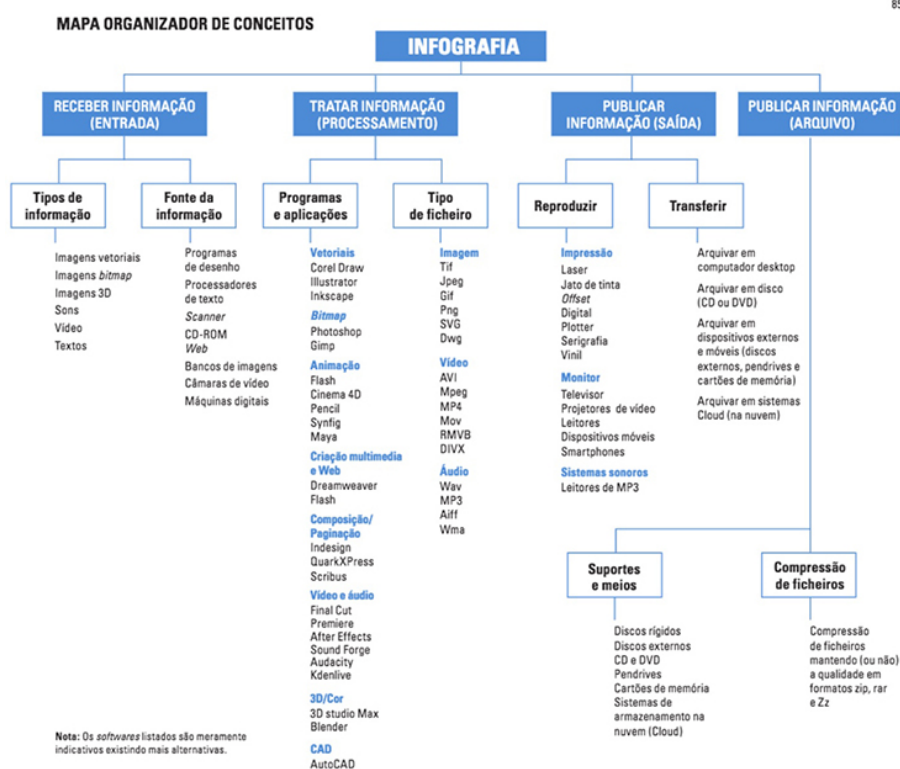 85
MAPA ORGANIZADOR DE CONCEITOS
INFOGRAFIA
RECEBER INFORMAÇÃO
(ENTRADA)
TRATAR INFORMAÇÃO
(PROCESSAMENTO)
PUBLICAR
INFORMAÇÃO (SAÍDA)
PUBLICAR INFORMAÇÃO
(ARQUIVO)
Tipos de
informação
Imagens vetoriais
Imagens bitmap
Imagens 3D
Sons
Vídeo
Textos
Fonte da
informação
Programas
de desenho
Processadores
de texto
Scanner
CD-ROM
Web
Bancos de imagens
Câmaras de vídeo
Máquinas digitais
Programas
e aplicações
Vetoriais
Corel Draw
Illustrator
Inkscape
Bitmap
Photoshop
Gimp
Animação
Flash
Cinema 4D
Pencil
Synfig
Maya
Criação multimedia
e Web
Dreamweaver
Flash
Composição/
Paginação
Indesign
QuarkXPress
Scribus
Vídeo e áudio
Final Cut
Premiere
After Effects
Sound Forge
Audacity
Kdenlive
3D/Cor
3D studio Max
Blender
CAD
AutoCAD
Tipo
de ficheiro
Imagem
Tif
Jpeg
Gif
Png
SVG
Dwg
Vídeo
AVI
Mpeg
MP4
Mov
RMVB
DIVX
Áudio
Wav
MP3
Aiff
Wma
Reproduzir
Impressão
Laser
Jato de tinta
Offset
Digital
Plotter
Serigrafia
Vinil
Monitor
Televisor
Projetores de vídeo
Leitores
Dispositivos móveis
Smartphones
Sistemas sonoros
Leitores de MP3
Transferir
Arquivar em
computador desktop
Arquivar em disco
(CD ou DVD)
Arquivar em
dispositivos externos
e móveis (discos
externos, pendrives e
cartões de memória)
Arquivar em sistemas
Cloud (na nuvem)
Suportes
e meios
Discos rígidos
Discos externos
CD e DVD
Pendrives
Cartões de memória
Sistemas de
armazenamento na
nuvem (Cloud)
Compressão
de ficheiros
Compressão
de ficheiros
mantendo (ou não)
a qualidade em
formatos zip, rar
e Zz
Nota: Os softwares listados são meramente
indicativos existindo mais alternativas.